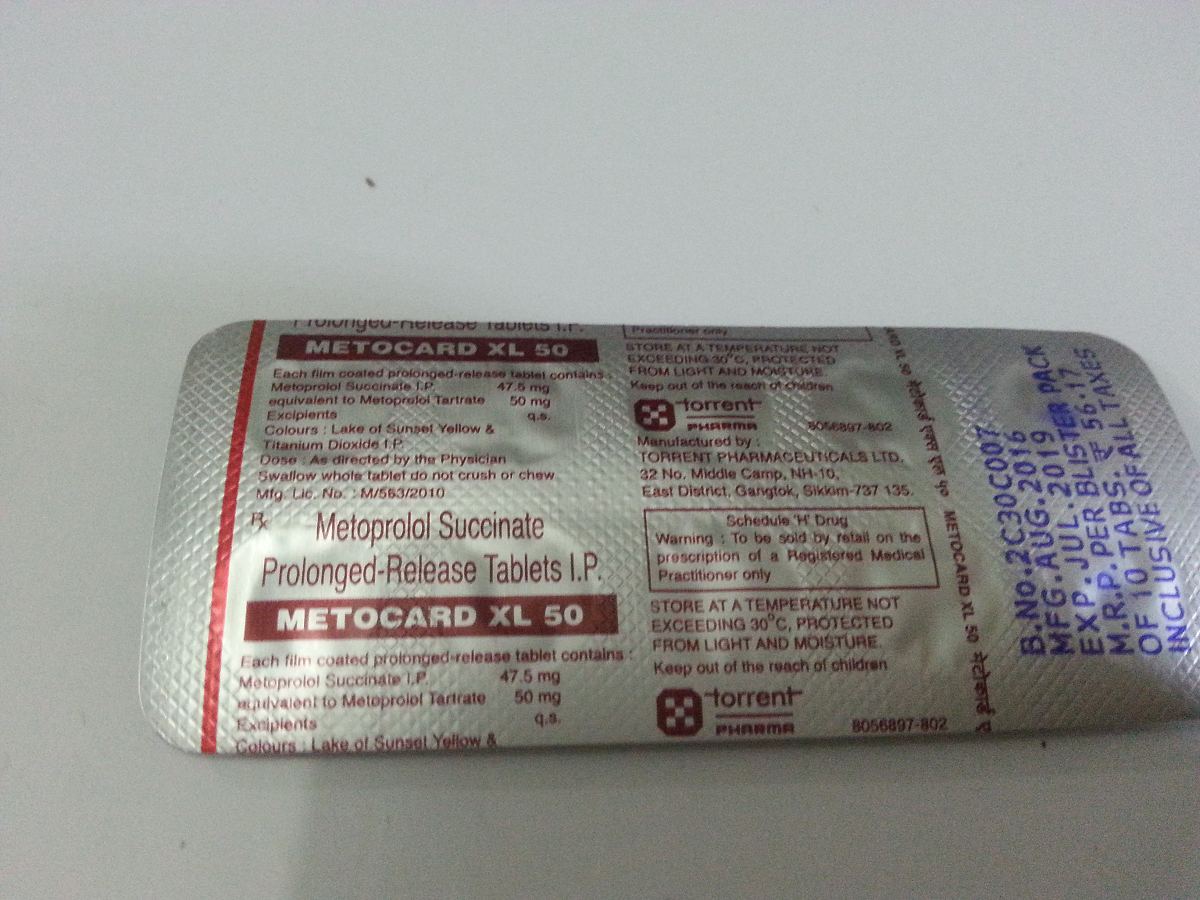 Prolonged-Release Tablets I.P.
METOCARD XL 50
Each film coated prolonged-release tablet contains :
Metoprolol Succinate I.P. 47.5 mg
equivalent to Metoprolol Tartrate 50 mg
Excipients q.s.
Colours : Lake of Sunset Yellow &
Titanium Dioxide I.P.
Dose : As directed by the Physician
Swallow whole tablet do not crush or chew
Mfg. Lic. No. : M/563/2010
Rx Metoprolol Succinate
Prolonged-Release Tablets I.P.
METOCARD XL 50
Each film coated prolonged-release tablet contains :
Metoprolol Succinate I.P. 47.5 mg
equivalent to Metoprolol Tartrate 50 mg
Excipients q.s.
Colours : Lake of Sunset Yellow &
Practitioner only
STORE AT A TEMPERATURE NOT
EXCEEDING 30°C, PROTECTED
FROM LIGHT AND MOISTURE
Keep out of the reach of children
torrent
PHARMA 8056897-802
Manufactured by :
TORRENT PHARMACEUTICALS LTD.
32 No. Middle Camp, NH-10,
East District, Gangtok, Sikkim-737 135.
Schedule 'H' Drug
Warning : To be sold by retail on the
prescription of a Registered Medical
Practitioner only
STORE AT A TEMPERATURE NOT
EXCEEDING 30°C, PROTECTED
FROM LIGHT AND MOISTURE.
Keep out of the reach of children
torrent
PHARMA 8056897-802
XL 50 मेटोकार्ड एक्स एल ५० METOCARD XL 50 मेटोकार्ड
B.No.2C30C007
MFG.AUG.2016
EXP.JUL.2019
M.R.P.PER BLISTER PACK
OF 10 TABS. ₹ 56.17
INCLUSIVE OF ALL TAXES